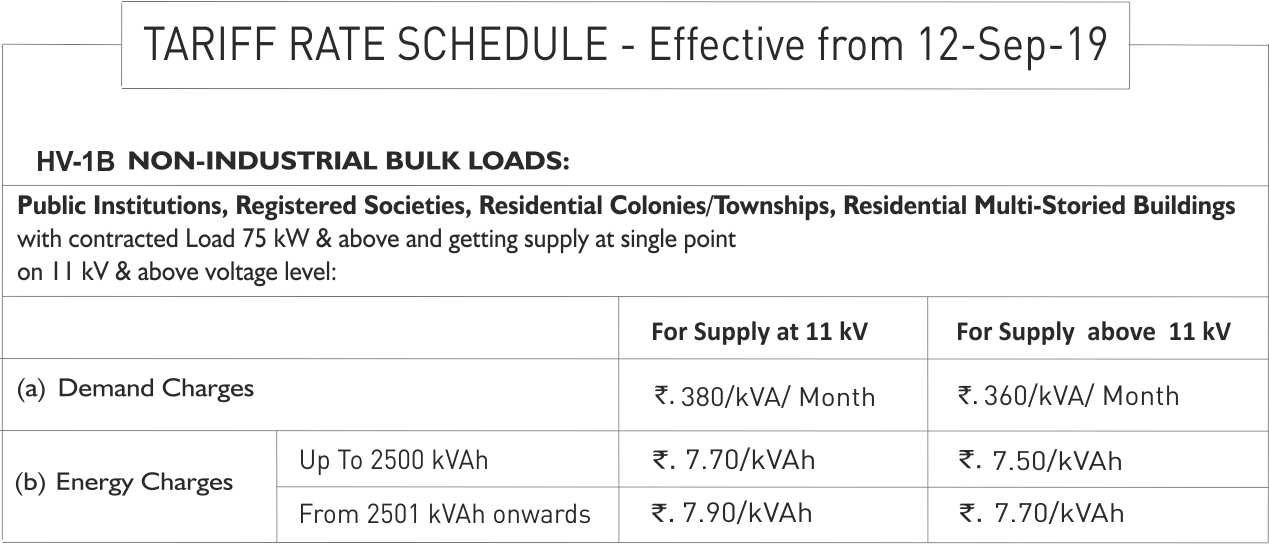 TARIFF RATE SCHEDULE - Effective from 12-Sep-19
HV-1B NON-INDUSTRIAL BULK LOADS:
Public Institutions, Registered Societies, Residential Colonies/Townships, Residential Multi-Storied Buildings
with contracted Load 75 kW & above and getting supply at single point
on 11 kV & above voltage level:
For Supply at 11 kV For Supply above 11 kV
(a) Demand Charges ₹. 380/kVA/ Month ₹. 360/kVA/ Month
(b) Energy Charges
Up To 2500 kVAh ₹. 7.70/kVAh ₹. 7.50/kVAh
From 2501 kVAh onwards ₹. 7.90/kVAh ₹. 7.70/kVAh